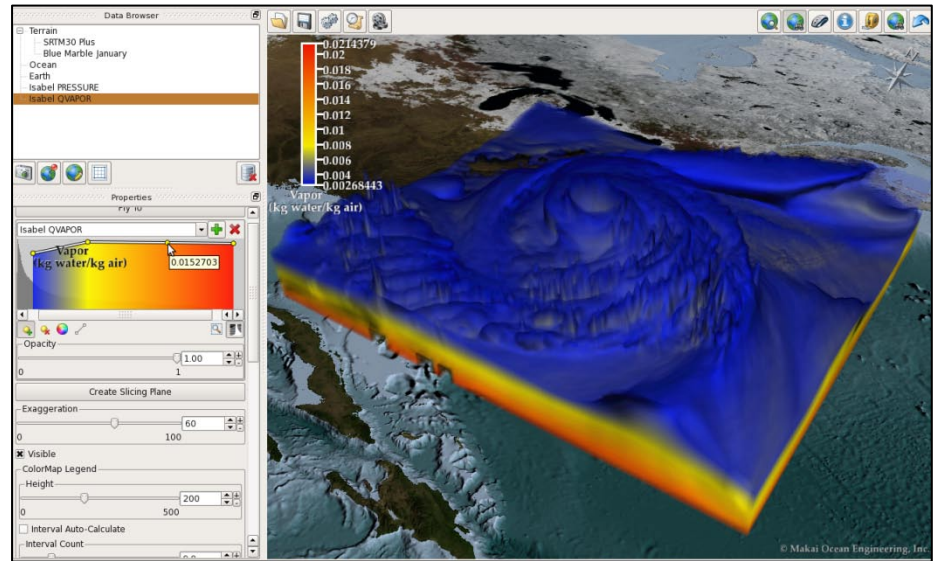 Data Browser
Terrain
SRTM30 Plus
Blue Marble January
Ocean
Earth
Isabel PRESSURE
Isabel QVAPOR
Properties
Fly To
Isabel QVAPOR
Vapor
(kg water/kg air)
0.0152703
Opacity
1.00
0 1
Create Slicing Plane
Exaggeration
60
0 100
Visible
ColorMap Legend
Height
200
0 500
Interval Auto-Calculate
Interval Count
0.0214379
0.02
0.018
0.016
0.014
0.012
0.01
0.008
0.006
0.004
0.00268443
Vapor
(kg water/kg air)
© Makai Ocean Engineering, Inc.